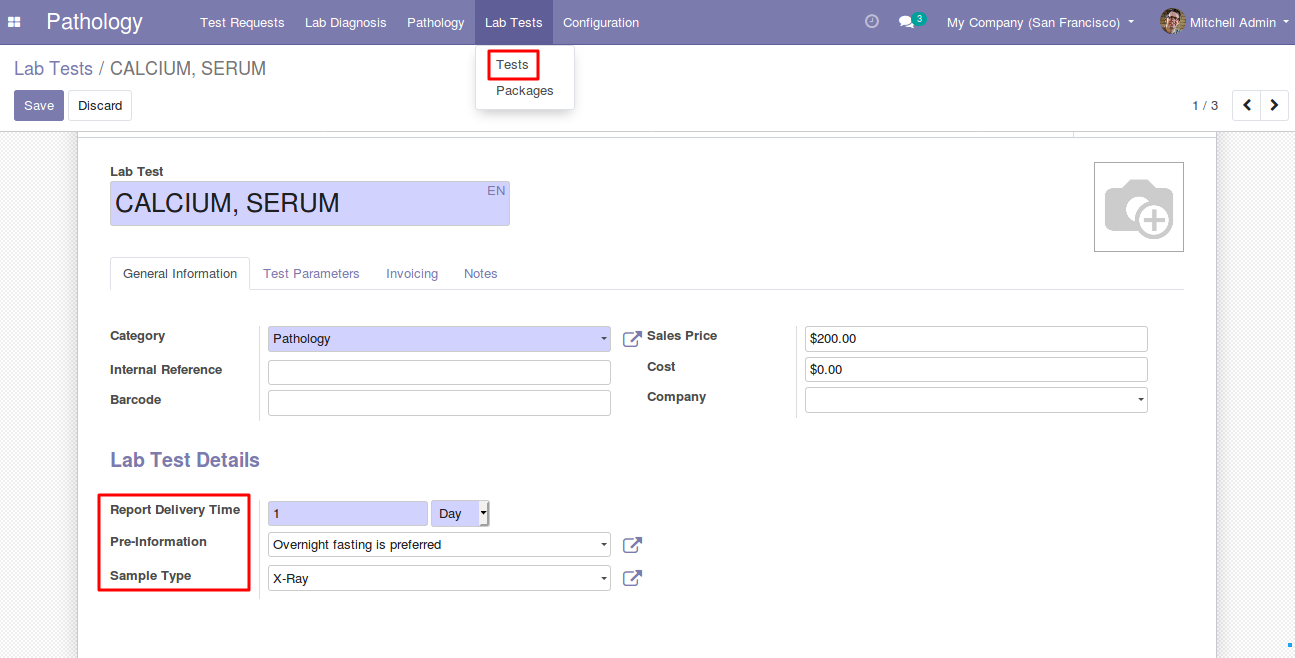 Pathology Test Requests Lab Diagnosis Pathology Lab Tests Configuration 3 My Company (San Francisco) Mitchell Admin
Tests
Packages
Lab Tests / CALCIUM, SERUM
Save Discard
1 / 3
Lab Test
CALCIUM, SERUM EN
General Information Test Parameters Invoicing Notes
Category Pathology Sales Price $200.00
Internal Reference Cost $0.00
Barcode Company
Lab Test Details
Report Delivery Time 1 Day
Pre-Information Overnight fasting is preferred
Sample Type X-Ray